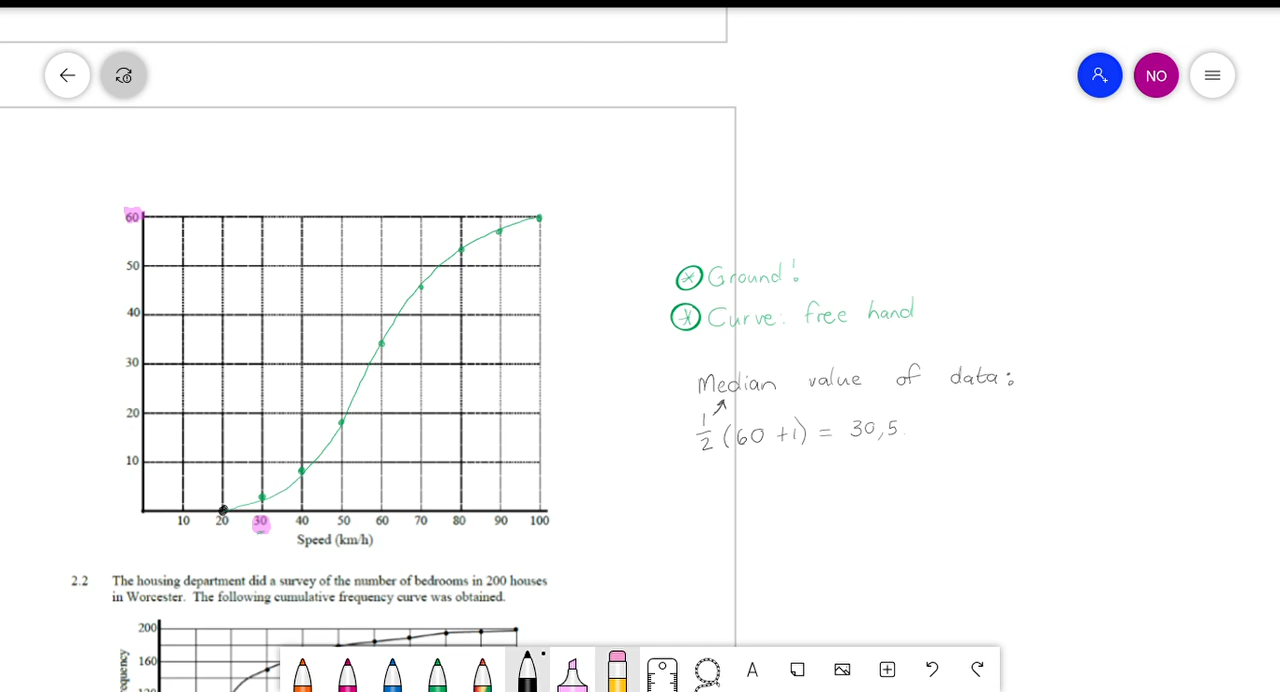 NO
60
50
40
30
20
10
10 20 30 40 50 60 70 80 90 100
Speed (km/h)
* Ground!
* Curve: free hand
Median value of data:
1/2 (60 + 1) = 30,5
2.2 The housing department did a survey of the number of bedrooms in 200 houses
in Worcester. The following cumulative frequency curve was obtained.
200
160
A